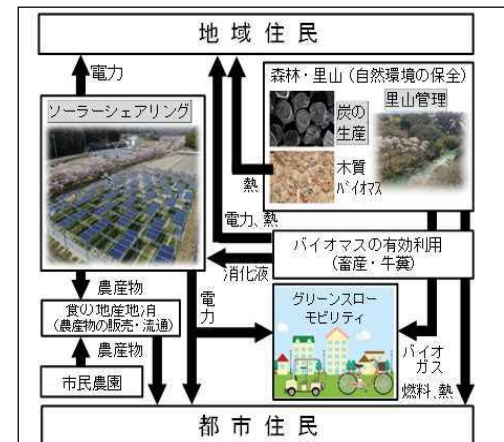 地域住民
電力
森林・里山(自然環境の保全)
ソーラーシェアリング
炭の
生産
里山管理
木質
バイオマス
熱
電力、熱
バイオマスの有効利用
(畜産・牛糞)
消化液
農産物
電
力
グリーンスロー
モビリティ
食の地産地消
(農産物の販売・流通)
農産物
バイオ
ガス
市民農園
燃料、熱
都市住民